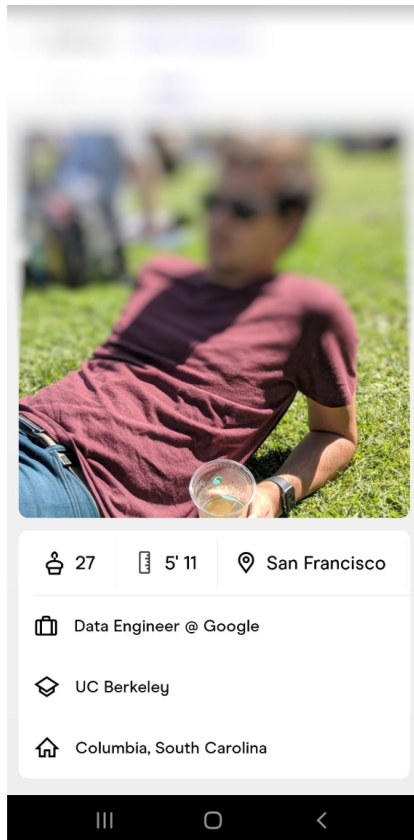 27
5' 11
San Francisco
Data Engineer @ Google
UC Berkeley
Columbia, South Carolina